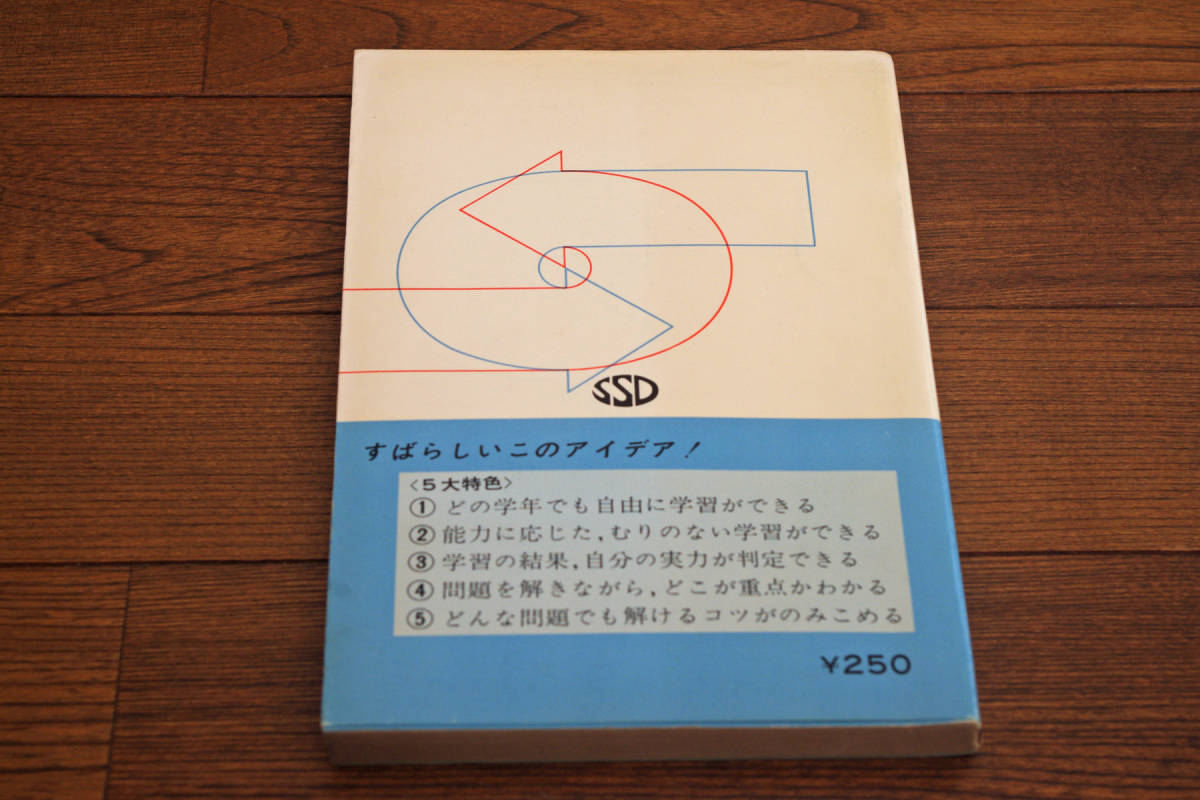 SSD
すばらしいこのアイデア!
〈5大特色〉
①どの学年でも自由に学習ができる
②能力に応じた,むりのない学習ができる
③学習の結果,自分の実力が判定できる
④問題を解きながら,どこが重点かわかる
⑤どんな問題でも解けるコツがのみこめる
¥250